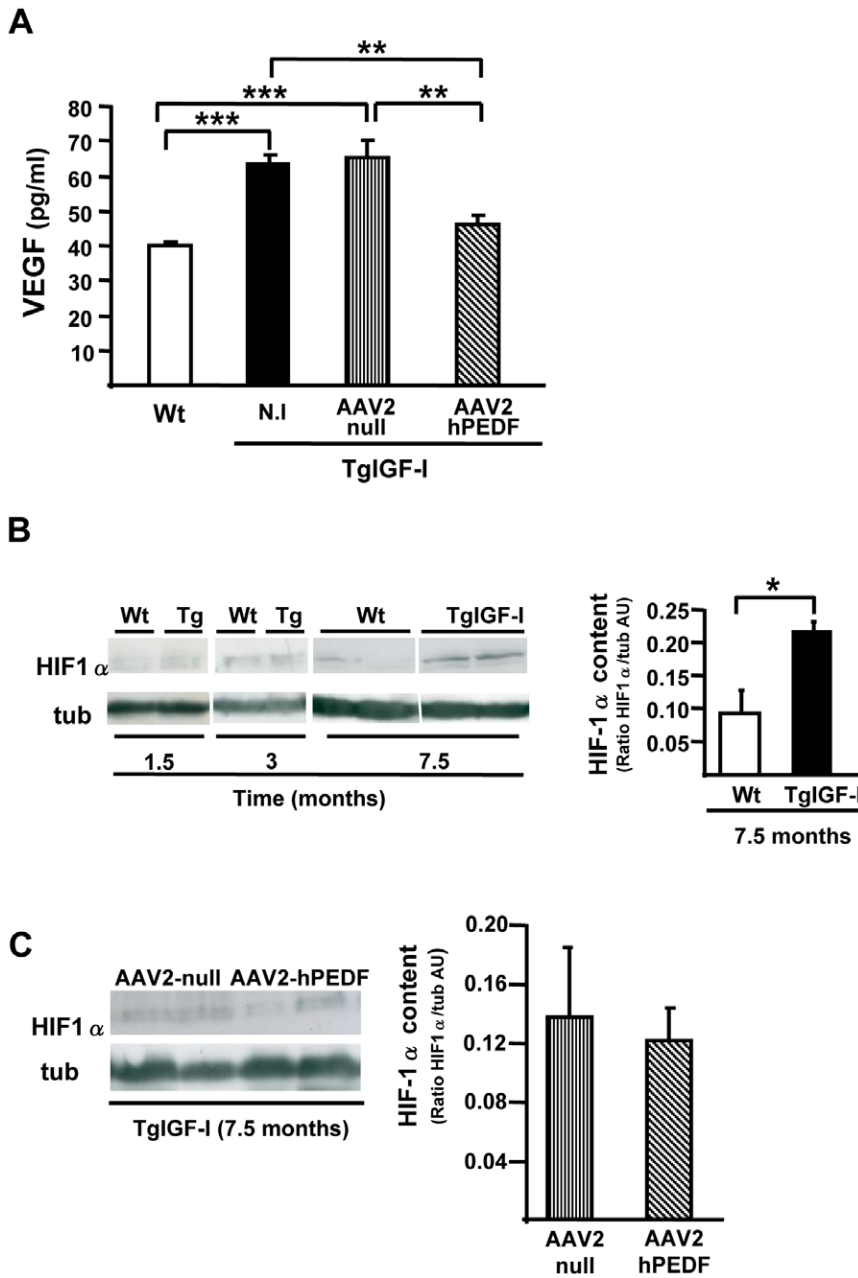 A
**
***
**
***
80
70
60
50
40
30
20
10
VEGF (pg/ml)
Wt
N.I
AAV2
null
AAV2
hPEDF
TgIGF-I
B
Wt Tg Wt Tg Wt TgIGF-I
HIF1 α
tub
1.5 3 7.5
Time (months)
*
0.25
0.20
0.10
0.05
HIF-1 α content
(Ratio HIF1 α/tub AU)
Wt TgIGF-I
7.5 months
C
AAV2-null AAV2-hPEDF
HIF1 α
tub
TgIGF-I (7.5 months)
0.20
0.16
0.12
0.08
0.04
HIF-1 α content
(Ratio HIF1 α/tub AU)
AAV2
null
AAV2
hPEDF